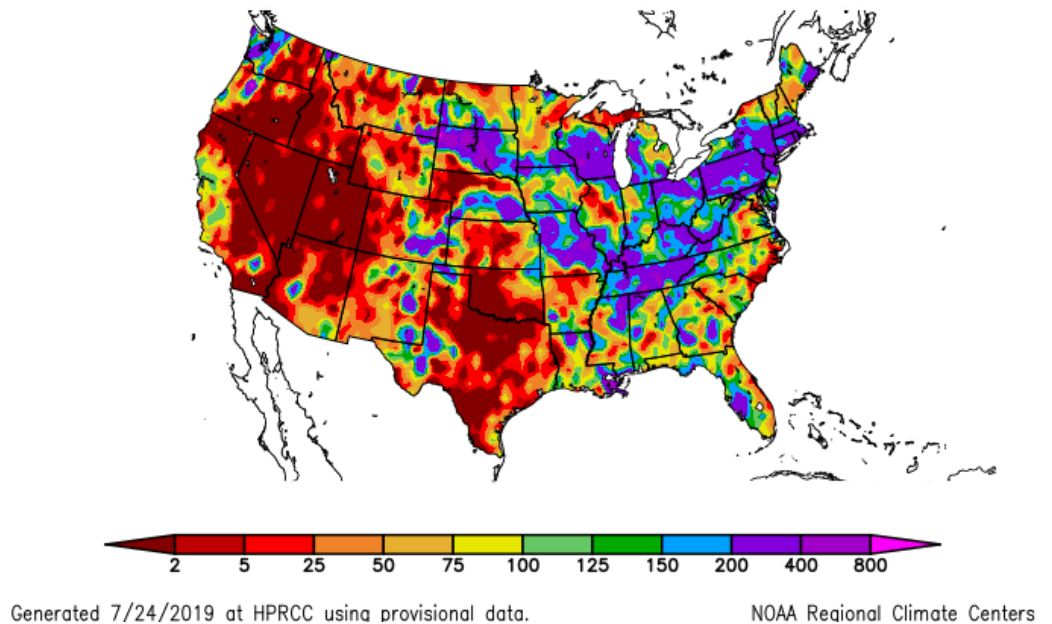 2 5 25 50 75 100 125 150 200 400 800
Generated 7/24/2019 at HPRCC using provisional data. NOAA Regional Climate Centers